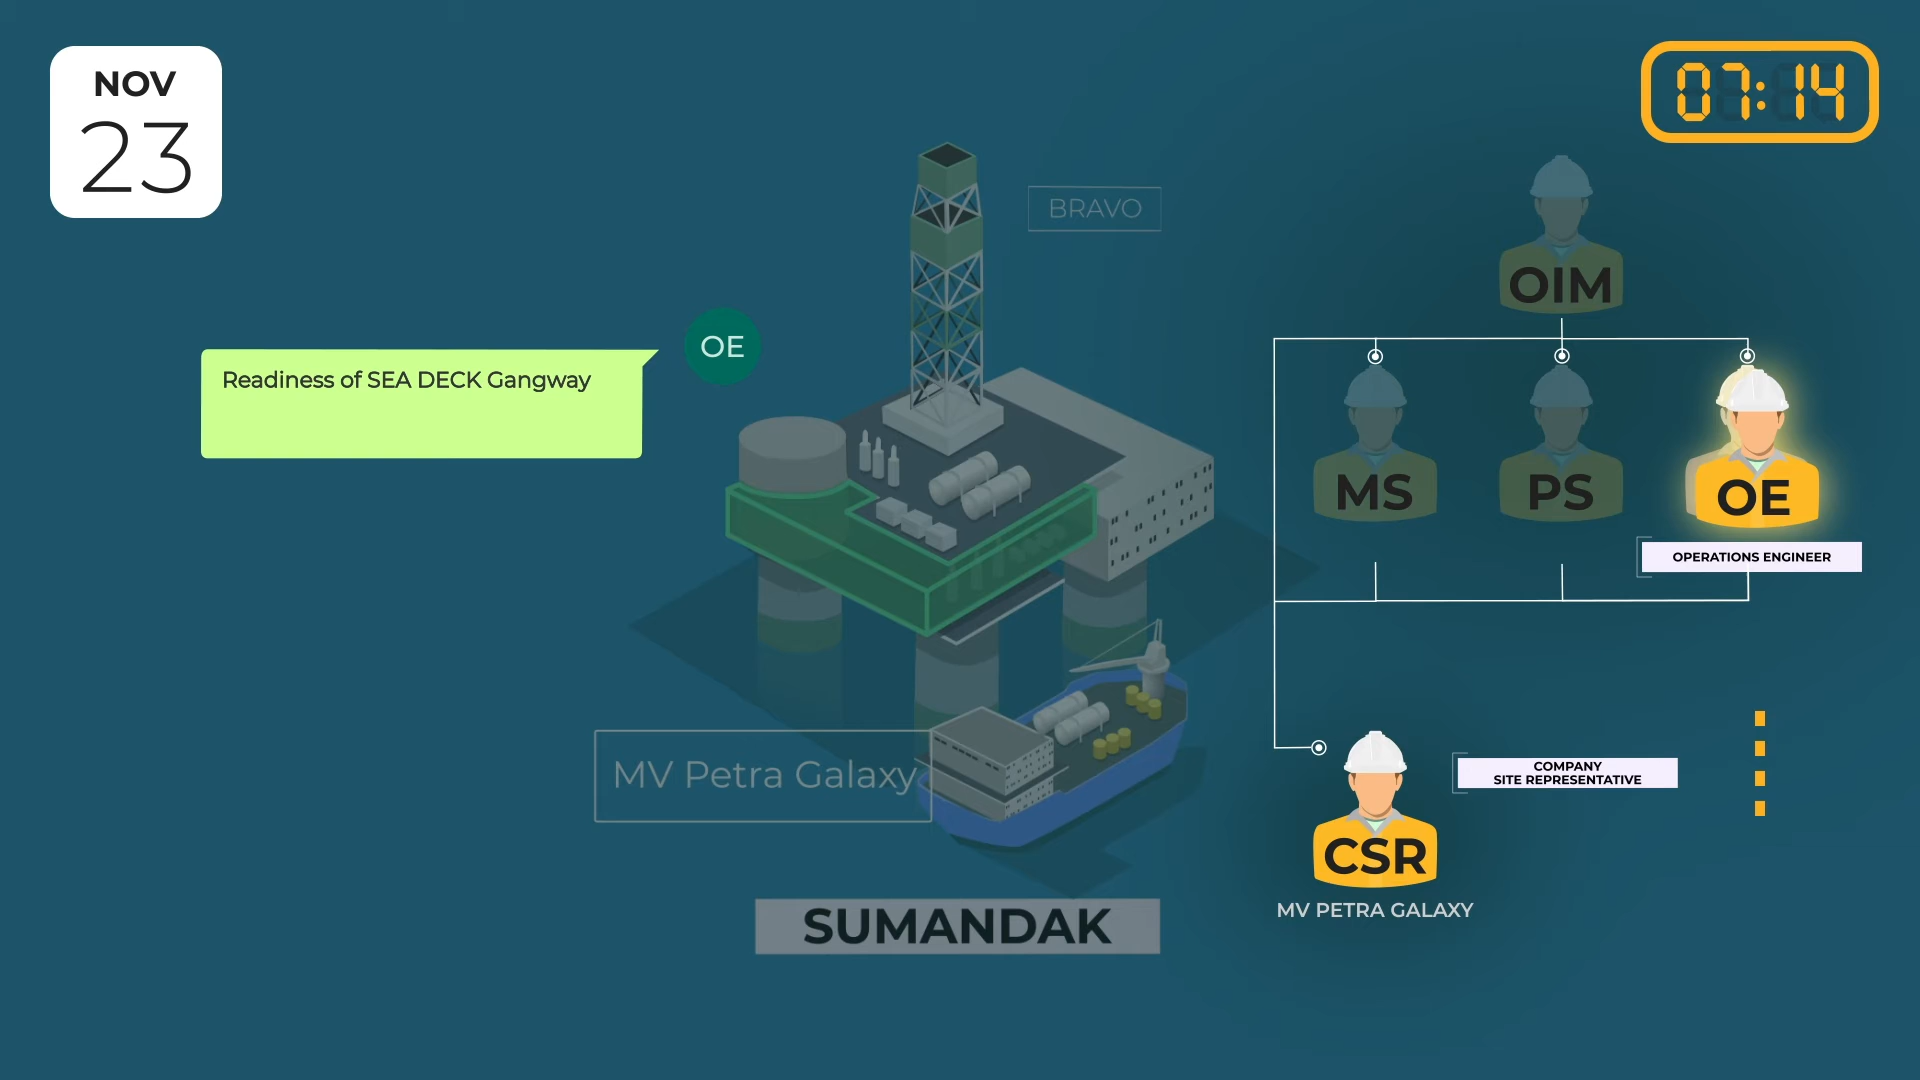 NOV
23
07:14
BRAVO
OIM
OE
Readiness of SEA DECK Gangway
MS
PS
OE
OPERATIONS ENGINEER
MV Petra Galaxy
COMPANY
SITE REPRESENTATIVE
CSR
MV PETRA GALAXY
SUMANDAK